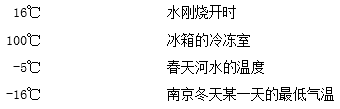 16℃ 水刚烧开时
100℃ 冰箱的冷冻室
-5℃ 春天河水的温度
-16℃ 南京冬天某一天的最低气温